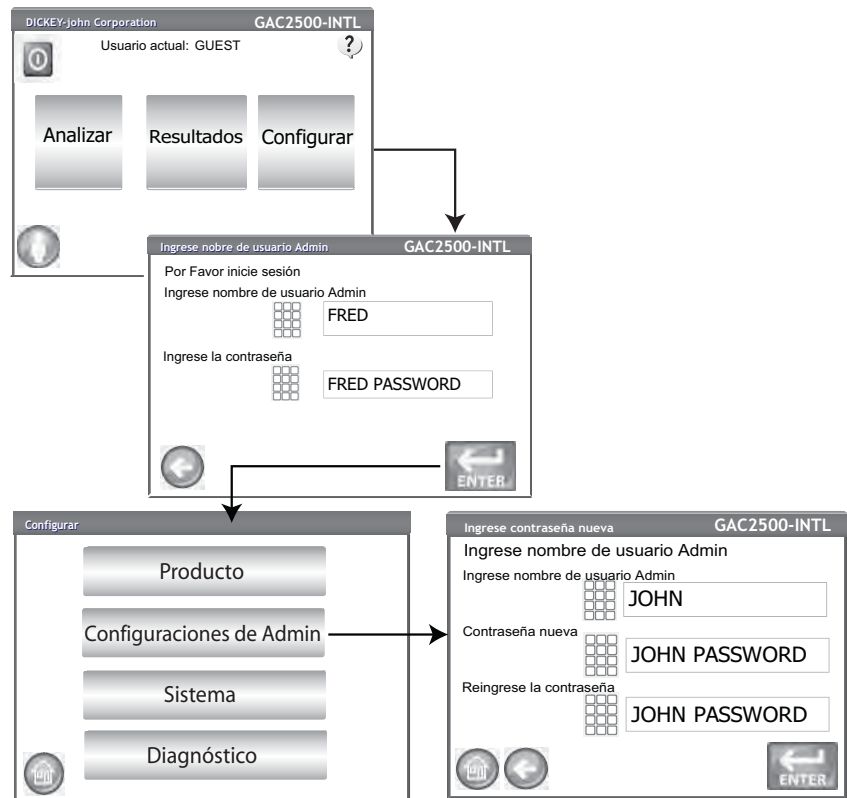 DICKEY-john Corporation GAC2500-INTL
Usuario actual: GUEST ?
Analizar Resultados Configurar
Ingrese nobre de usuario Admin GAC2500-INTL
Por Favor inicie sesión
Ingrese nombre de usuario Admin
FRED
Ingrese la contraseña
FRED PASSWORD
ENTER
Configurar
Producto
Configuraciones de Admin
Sistema
Diagnóstico
Ingrese contraseña nueva GAC2500-INTL
Ingrese nombre de usuario Admin
Ingrese nombre de usuario Admin
JOHN
Contraseña nueva
JOHN PASSWORD
Reingrese la contraseña
JOHN PASSWORD
ENTER